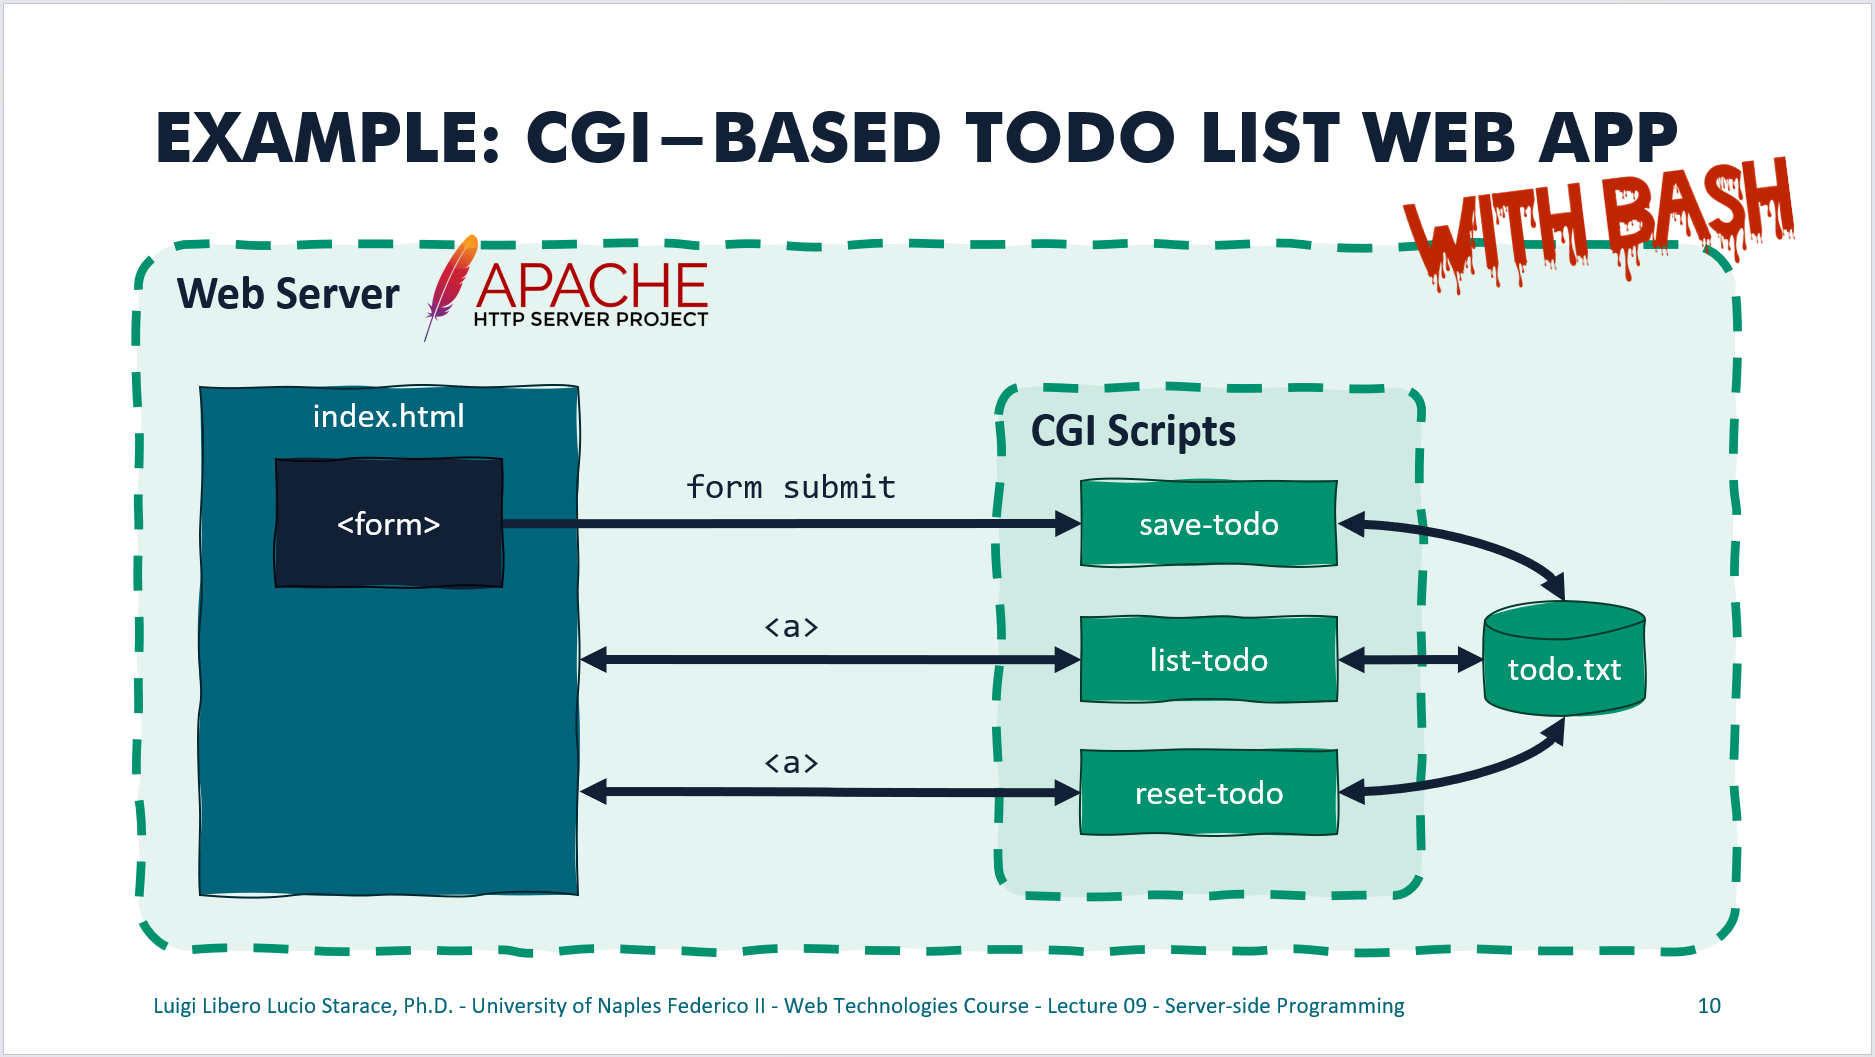 EXAMPLE: CGI–BASED TODO LIST WEB APP
WITH BASH
Web Server
APACHE
HTTP SERVER PROJECT
index.html
<form>
form submit
<a>
<a>
CGI Scripts
save-todo
list-todo
reset-todo
todo.txt
Luigi Libero Lucio Starace, Ph.D. - University of Naples Federico II - Web Technologies Course - Lecture 09 - Server-side Programming
10